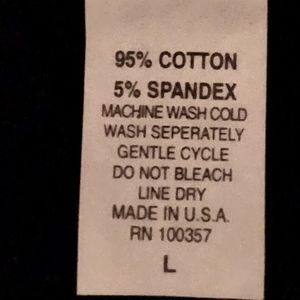 95% COTTON
5% SPANDEX
MACHINE WASH COLD
WASH SEPERATELY
GENTLE CYCLE
DO NOT BLEACH
LINE DRY
MADE IN U.S.A.
RN 100357
L